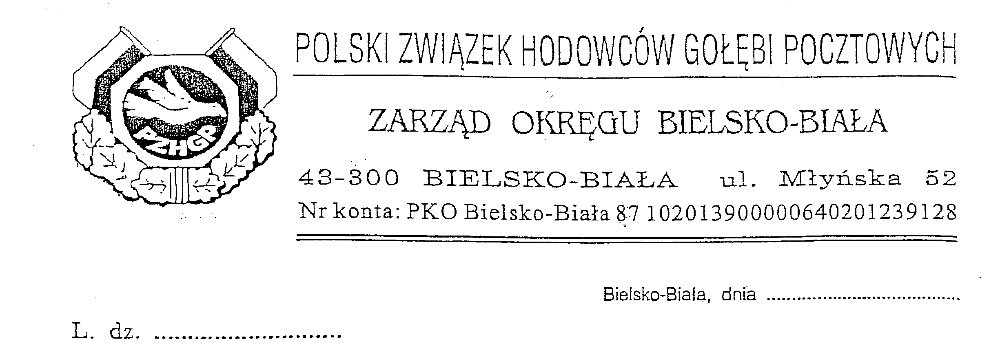 POLSKI ZWIĄZEK HODOWCÓW GOŁĘBI POCZTOWYCH
ZARZĄD OKRĘGU BIELSKO-BIAŁA
PZHGP
43-300 BIELSKO-BIAŁA ul. Młyńska 52
Nr konta: PKO Bielsko-Biała 87 102013900000640201239128
Bielsko-Biała, dnia ........................................
L. dz. ............................